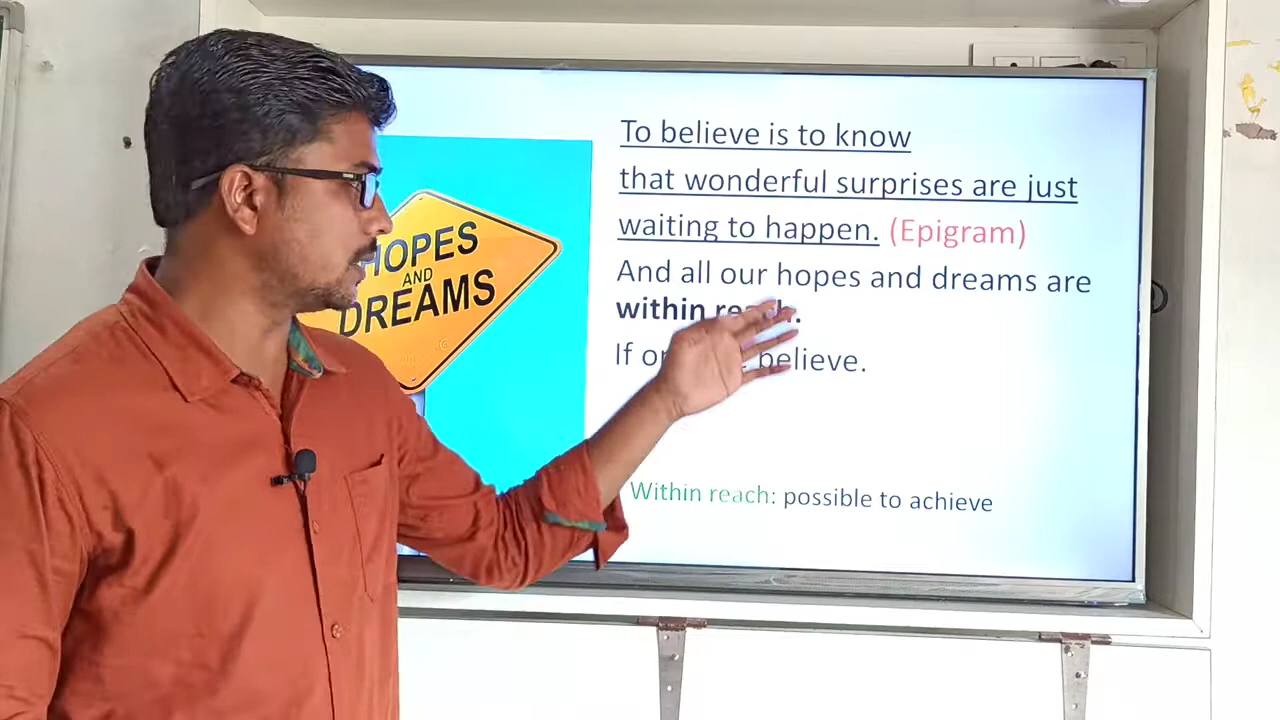 HOPES
AND
DREAMS
To believe is to know
that wonderful surprises are just
waiting to happen. (Epigram)
And all our hopes and dreams are
within reach.
If believe.
Within reach: possible to achieve